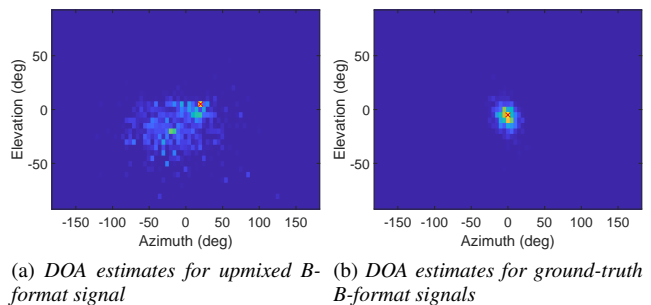 50
0
-50
Elevation (deg)
-150 -100 -50 0 50 100 150
Azimuth (deg)
50
0
-50
Elevation (deg)
-150 -100 -50 0 50 100 150
Azimuth (deg)
(a) DOA estimates for upmixed B-
format signal
(b) DOA estimates for ground-truth
B-format signals